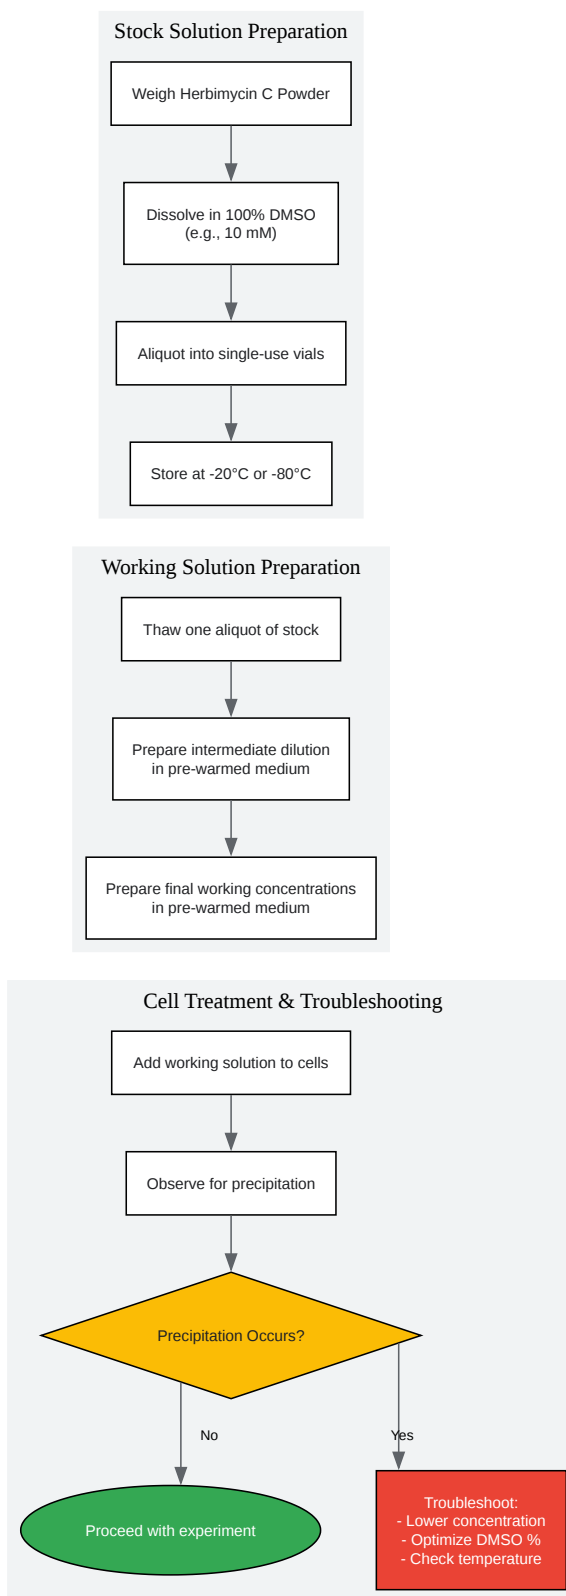 Stock Solution Preparation
Weigh Herbimycin C Powder
Dissolve in 100% DMSO
(e.g., 10 mM)
Aliquot into single-use vials
Store at -20°C or -80°C
Working Solution Preparation
Thaw one aliquot of stock
Prepare intermediate dilution
in pre-warmed medium
Prepare final working concentrations
in pre-warmed medium
Cell Treatment & Troubleshooting
Add working solution to cells
Observe for precipitation
Precipitation Occurs?
No
Yes
Proceed with experiment
Troubleshoot:
- Lower concentration
- Optimize DMSO %
- Check temperature